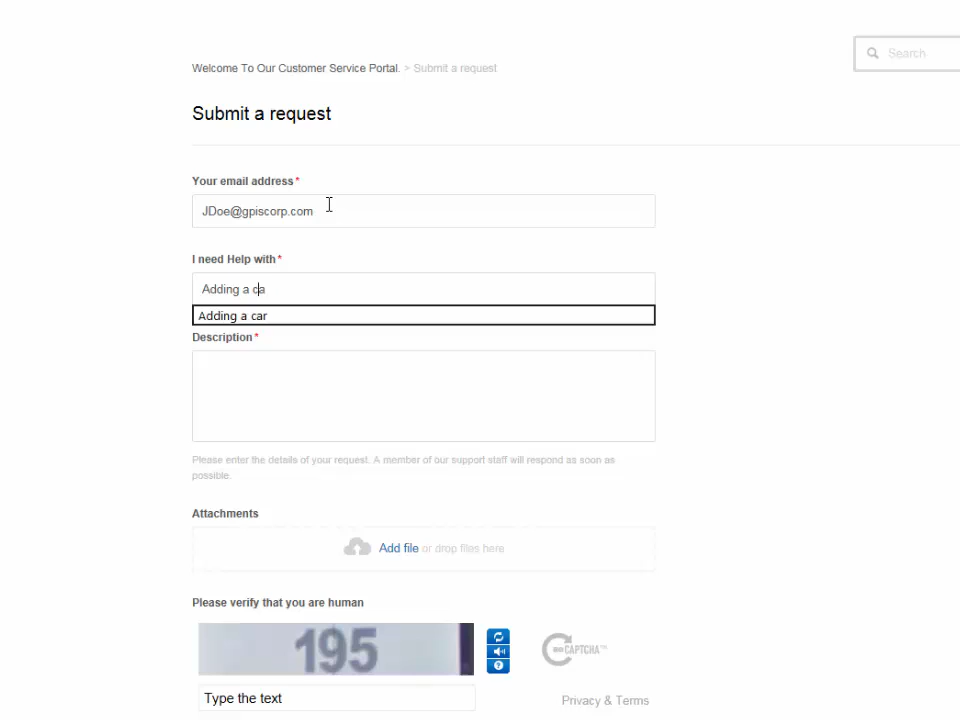 Welcome To Our Customer Service Portal. > Submit a request
Search
Submit a request
Your email address*
JDoe@gpiscorp.com
I need Help with*
Adding a ca
Adding a car
Description*
Please enter the details of your request. A member of our support staff will respond as soon as
possible.
Attachments
Add file or drop files here
Please verify that you are human
195
reCAPTCHA™
Type the text
Privacy & Terms